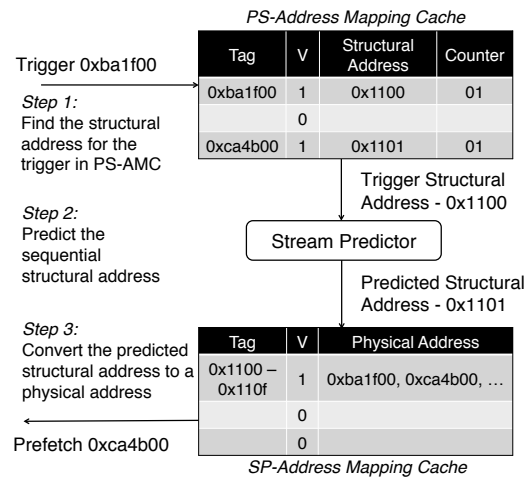 PS-Address Mapping Cache
Tag V Structural Address Counter
Trigger 0xba1f00
0xba1f00 1 0x1100 01
0
0xca4b00 1 0x1101 01
Step 1:
Find the structural
address for the
trigger in PS-AMC
Trigger Structural
Address - 0x1100
Step 2:
Predict the
sequential
structural address
Stream Predictor
Predicted Structural
Address - 0x1101
Step 3:
Convert the predicted
structural address to a
physical address
Tag V Physical Address
0x1100 –
0x110f
1 0xba1f00, 0xca4b00, …
0
0
Prefetch 0xca4b00
SP-Address Mapping Cache